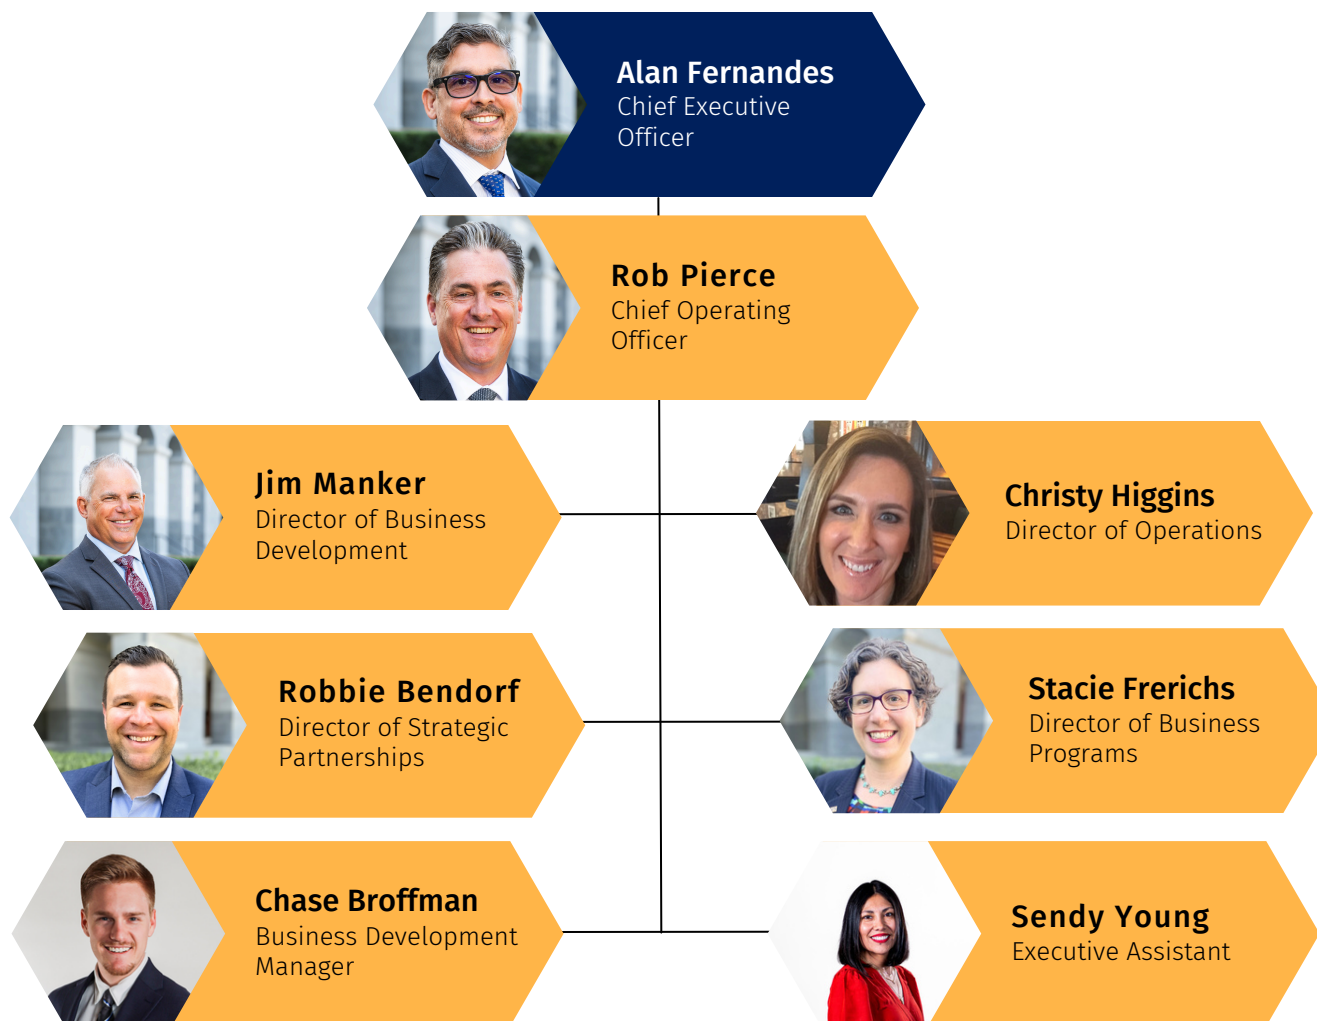 Alan Fernandes
Chief Executive
Officer
Rob Pierce
Chief Operating
Officer
Jim Manker
Director of Business
Development
Christy Higgins
Director of Operations
Robbie Bendorf
Director of Strategic
Partnerships
Stacie Frerichs
Director of Business
Programs
Chase Broffman
Business Development
Manager
Sendy Young
Executive Assistant